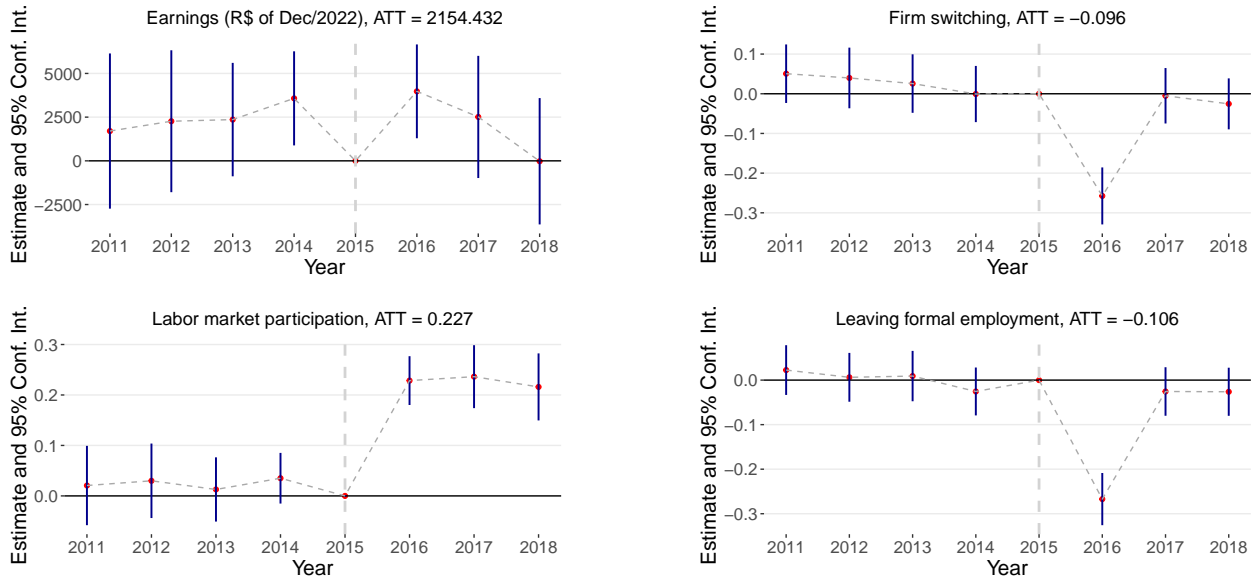 Earnings (R$ of Dec/2022), ATT = 2154.432
Estimate and 95% Conf. Int.
5000
2500
0
−2500
2011 2012 2013 2014 2015 2016 2017 2018
Year
Firm switching, ATT = −0.096
Estimate and 95% Conf. Int.
0.1
0.0
−0.1
−0.2
−0.3
2011 2012 2013 2014 2015 2016 2017 2018
Year
Labor market participation, ATT = 0.227
Estimate and 95% Conf. Int.
0.3
0.2
0.1
0.0
2011 2012 2013 2014 2015 2016 2017 2018
Year
Leaving formal employment, ATT = −0.106
Estimate and 95% Conf. Int.
0.0
−0.1
−0.2
−0.3
2011 2012 2013 2014 2015 2016 2017 2018
Year